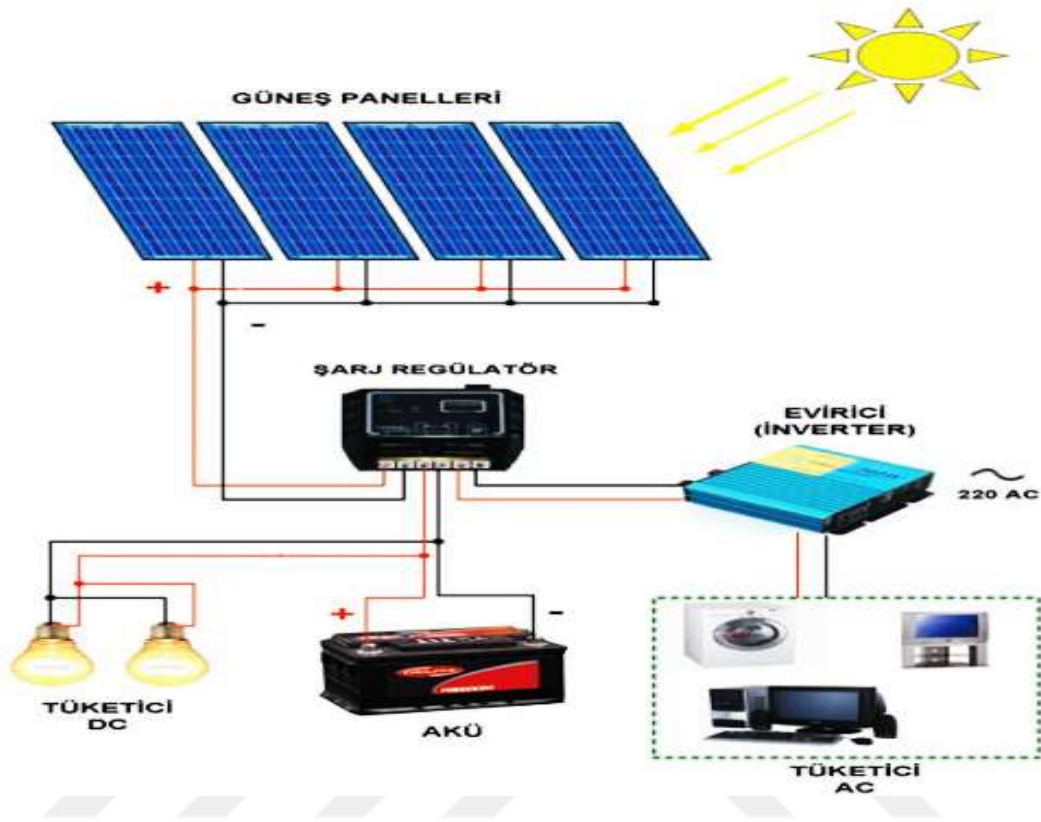 GÜNEŞ PANELLERİ
+
-
ŞARJ REGÜLATÖR
EVİRİCİ
(İNVERTER)
220 AC
+
-
TÜKETİCİ
DC
AKÜ
TÜKETİCİ
AC